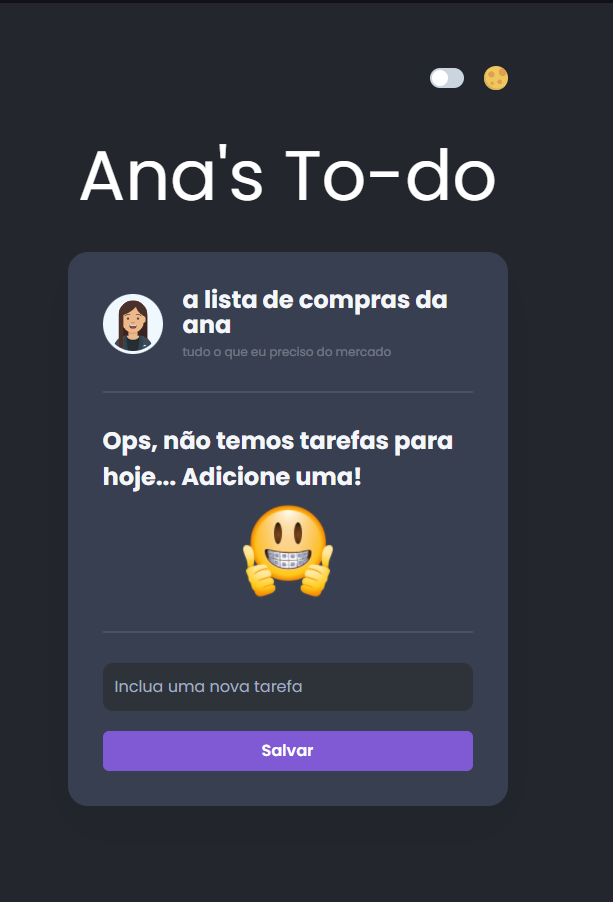 Ana's To-do
a lista de compras da
ana
tudo o que eu preciso do mercado
Ops, não temos tarefas para
hoje... Adicione uma!
Inclua uma nova tarefa
Salvar